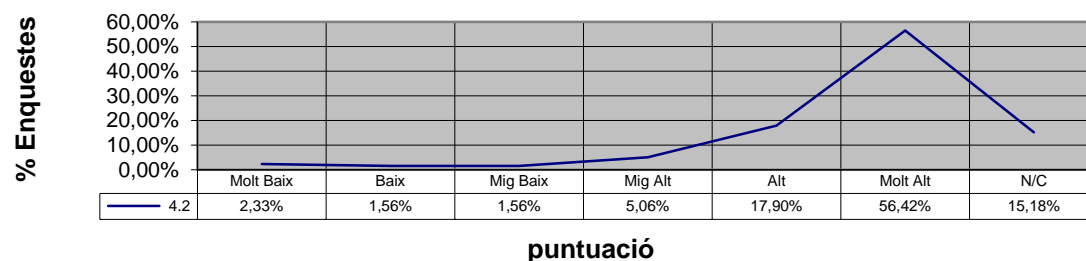 % Enquestes
60,00%
50,00%
40,00%
30,00%
20,00%
10,00%
0,00%
Molt Baix Baix Mig Baix Mig Alt Alt Molt Alt N/C
4.2 2,33% 1,56% 1,56% 5,06% 17,90% 56,42% 15,18%
puntuació